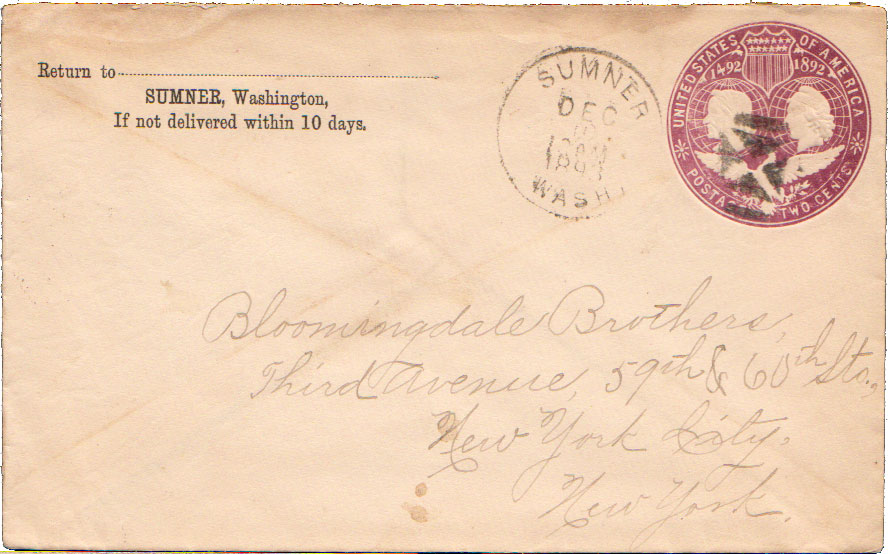 Return to
SUMNER, Washington,
If not delivered within 10 days.
SUMNER
DEC
1893
WASH.
UNITED STATES OF AMERICA
1492 1892
POSTAGE TWO CENTS
Bloomingdale Brothers,
Third Avenue, 59th & 60th Sts.,
New York City.
New York.